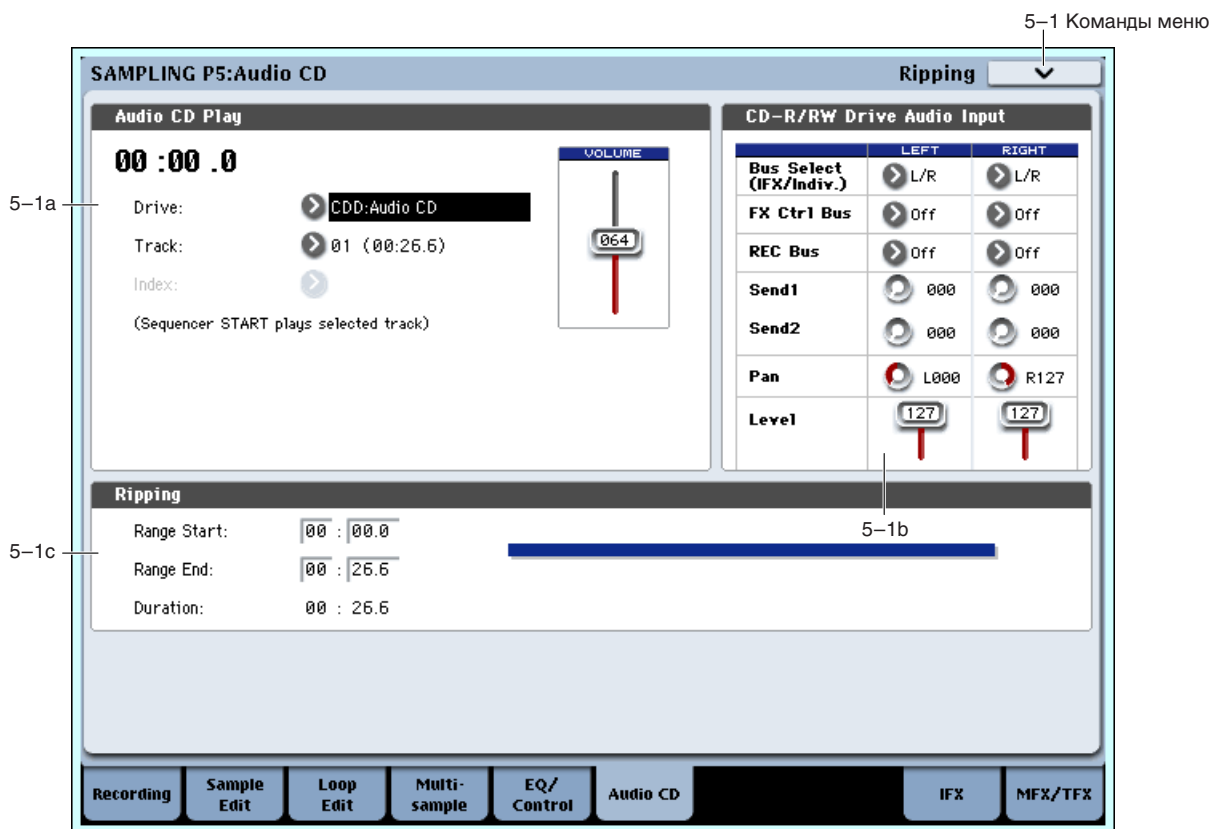 5–1 Команды меню
SAMPLING P5:Audio CD
Ripping
Audio CD Play
00 :00 .0
VOLUME
064
5–1a
Drive:
CDD:Audio CD
Track:
01 (00:26.6)
Index:
(Sequencer START plays selected track)
CD-R/RW Drive Audio Input
LEFT RIGHT
Bus Select
(IFX/Indiv.)
L/R L/R
FX Ctrl Bus Off Off
REC Bus Off Off
Send1 000 000
Send2 000 000
Pan L000 R127
Level 127 127
5–1b
Ripping
5–1c
Range Start: 00 : 00.0
Range End: 00 : 26.6
Duration: 00 : 26.6
Recording
Sample
Edit
Loop
Edit
Multi-
sample
EQ/
Control
Audio CD
IFX
MFX/TFX